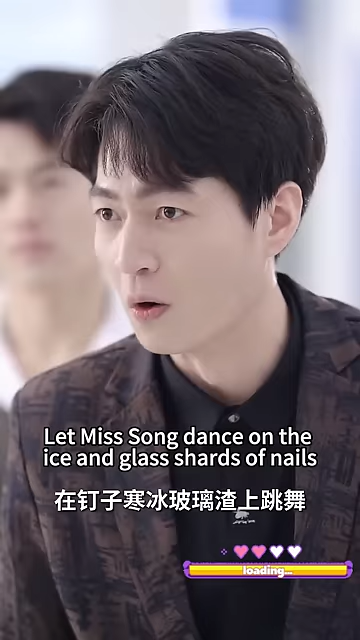 Let Miss Song dance on the
ice and glass shards of nails
在钉子寒冰玻璃渣上跳舞
loading...